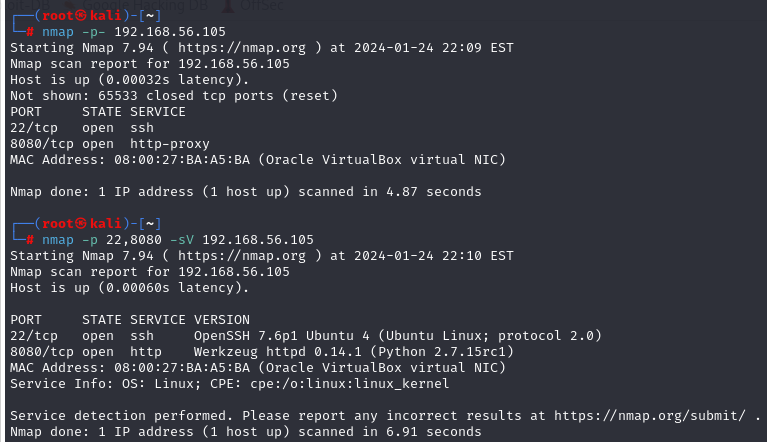 ┌──(root㉿kali)-[~]
└─# nmap -p- 192.168.56.105
Starting Nmap 7.94 ( https://nmap.org ) at 2024-01-24 22:09 EST
Nmap scan report for 192.168.56.105
Host is up (0.00032s latency).
Not shown: 65533 closed tcp ports (reset)
PORT     STATE SERVICE
22/tcp   open  ssh
8080/tcp open  http-proxy
MAC Address: 08:00:27:BA:A5:BA (Oracle VirtualBox virtual NIC)
Nmap done: 1 IP address (1 host up) scanned in 4.87 seconds
┌──(root㉿kali)-[~]
└─# nmap -p 22,8080 -sV 192.168.56.105
Starting Nmap 7.94 ( https://nmap.org ) at 2024-01-24 22:10 EST
Nmap scan report for 192.168.56.105
Host is up (0.00060s latency).
PORT     STATE SERVICE VERSION
22/tcp   open  ssh     OpenSSH 7.6p1 Ubuntu 4 (Ubuntu Linux; protocol 2.0)
8080/tcp open  http    Werkzeug httpd 0.14.1 (Python 2.7.15rc1)
MAC Address: 08:00:27:BA:A5:BA (Oracle VirtualBox virtual NIC)
Service Info: OS: Linux; CPE: cpe:/o:linux:linux_kernel
Service detection performed. Please report any incorrect results at https://nmap.org/submit/ .
Nmap done: 1 IP address (1 host up) scanned in 6.91 seconds